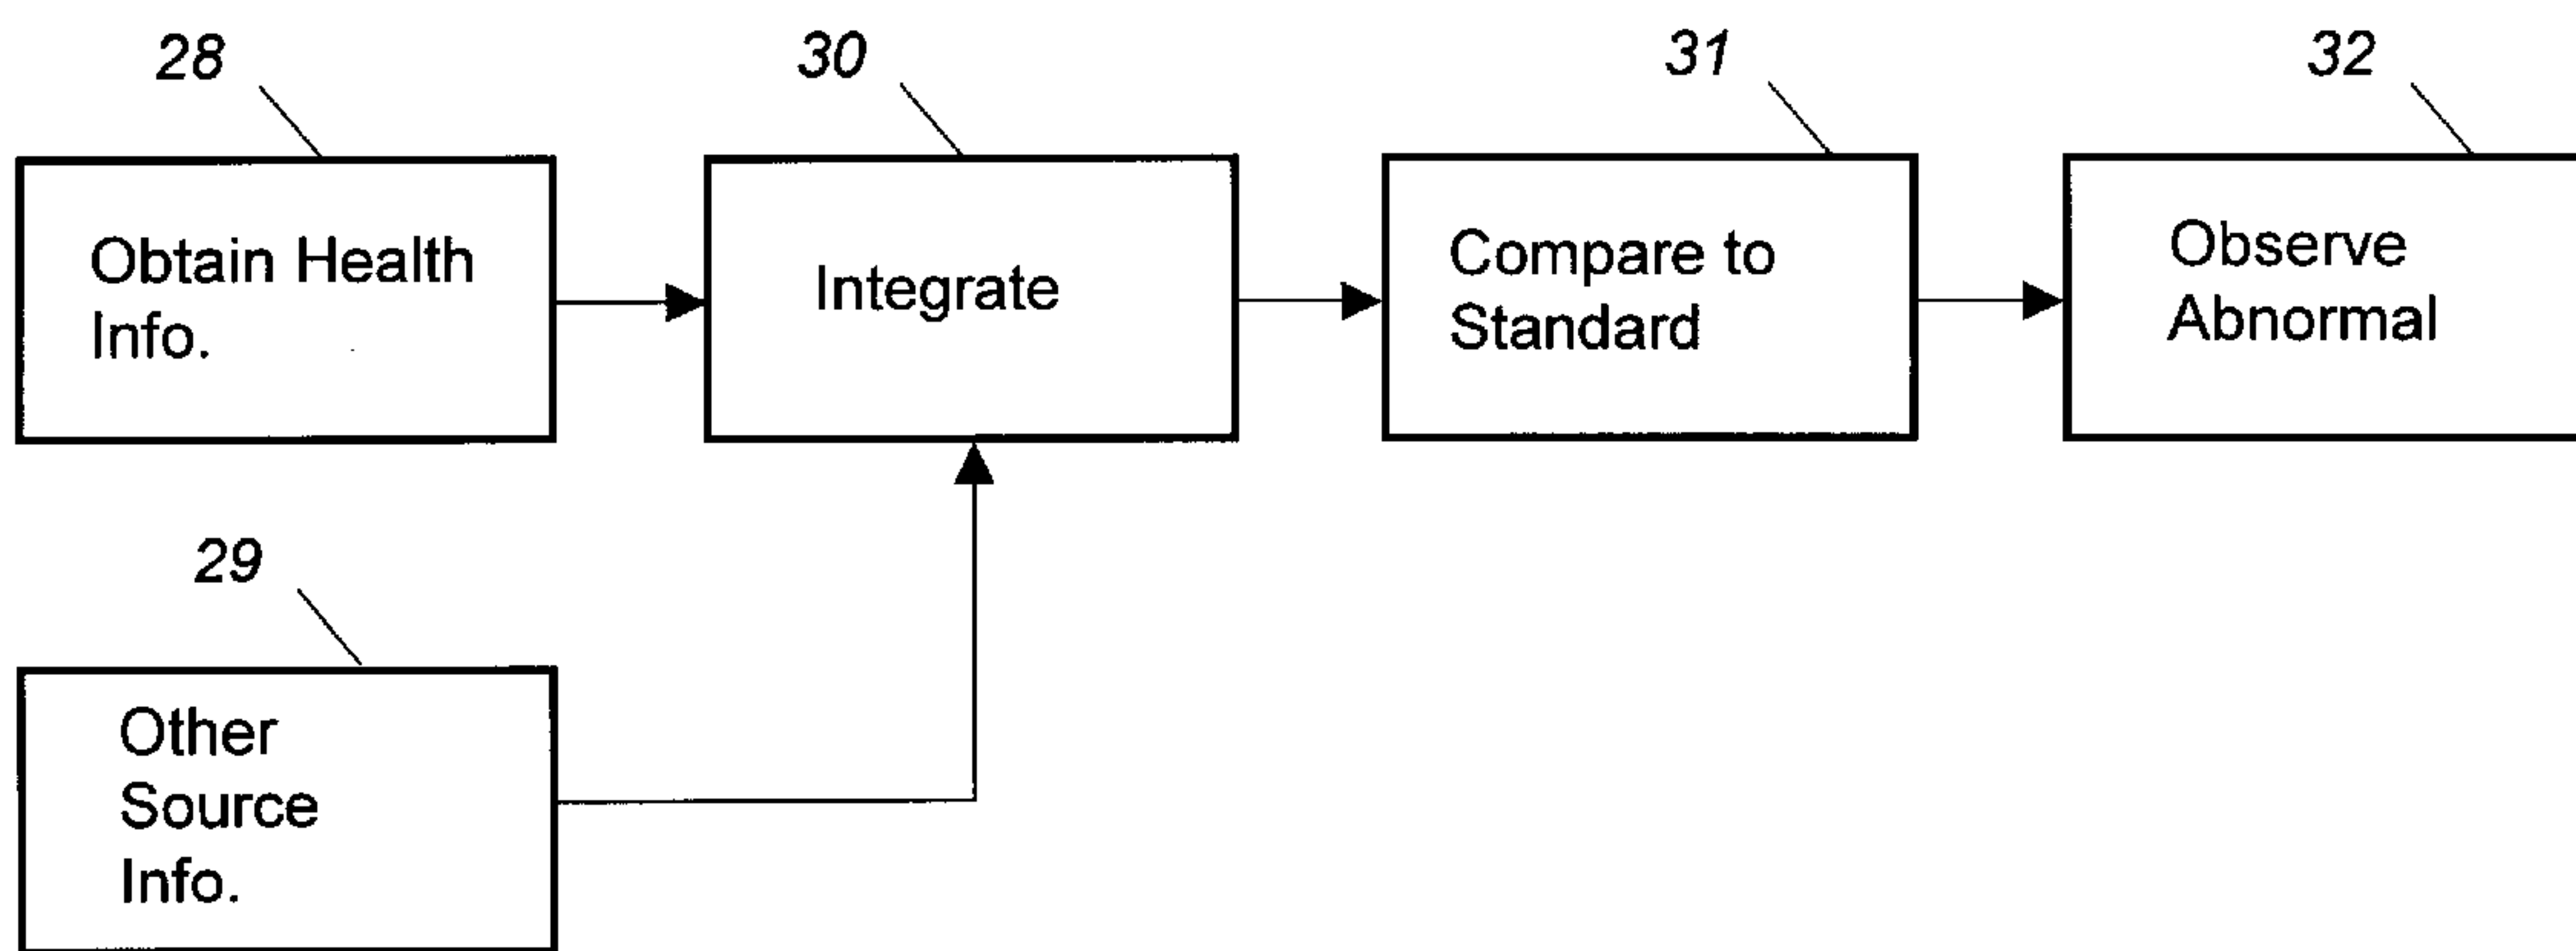 28
30
31
32
Obtain Health
Info.
Integrate
Compare to
Standard
Observe
Abnormal
29
Other
Source
Info.